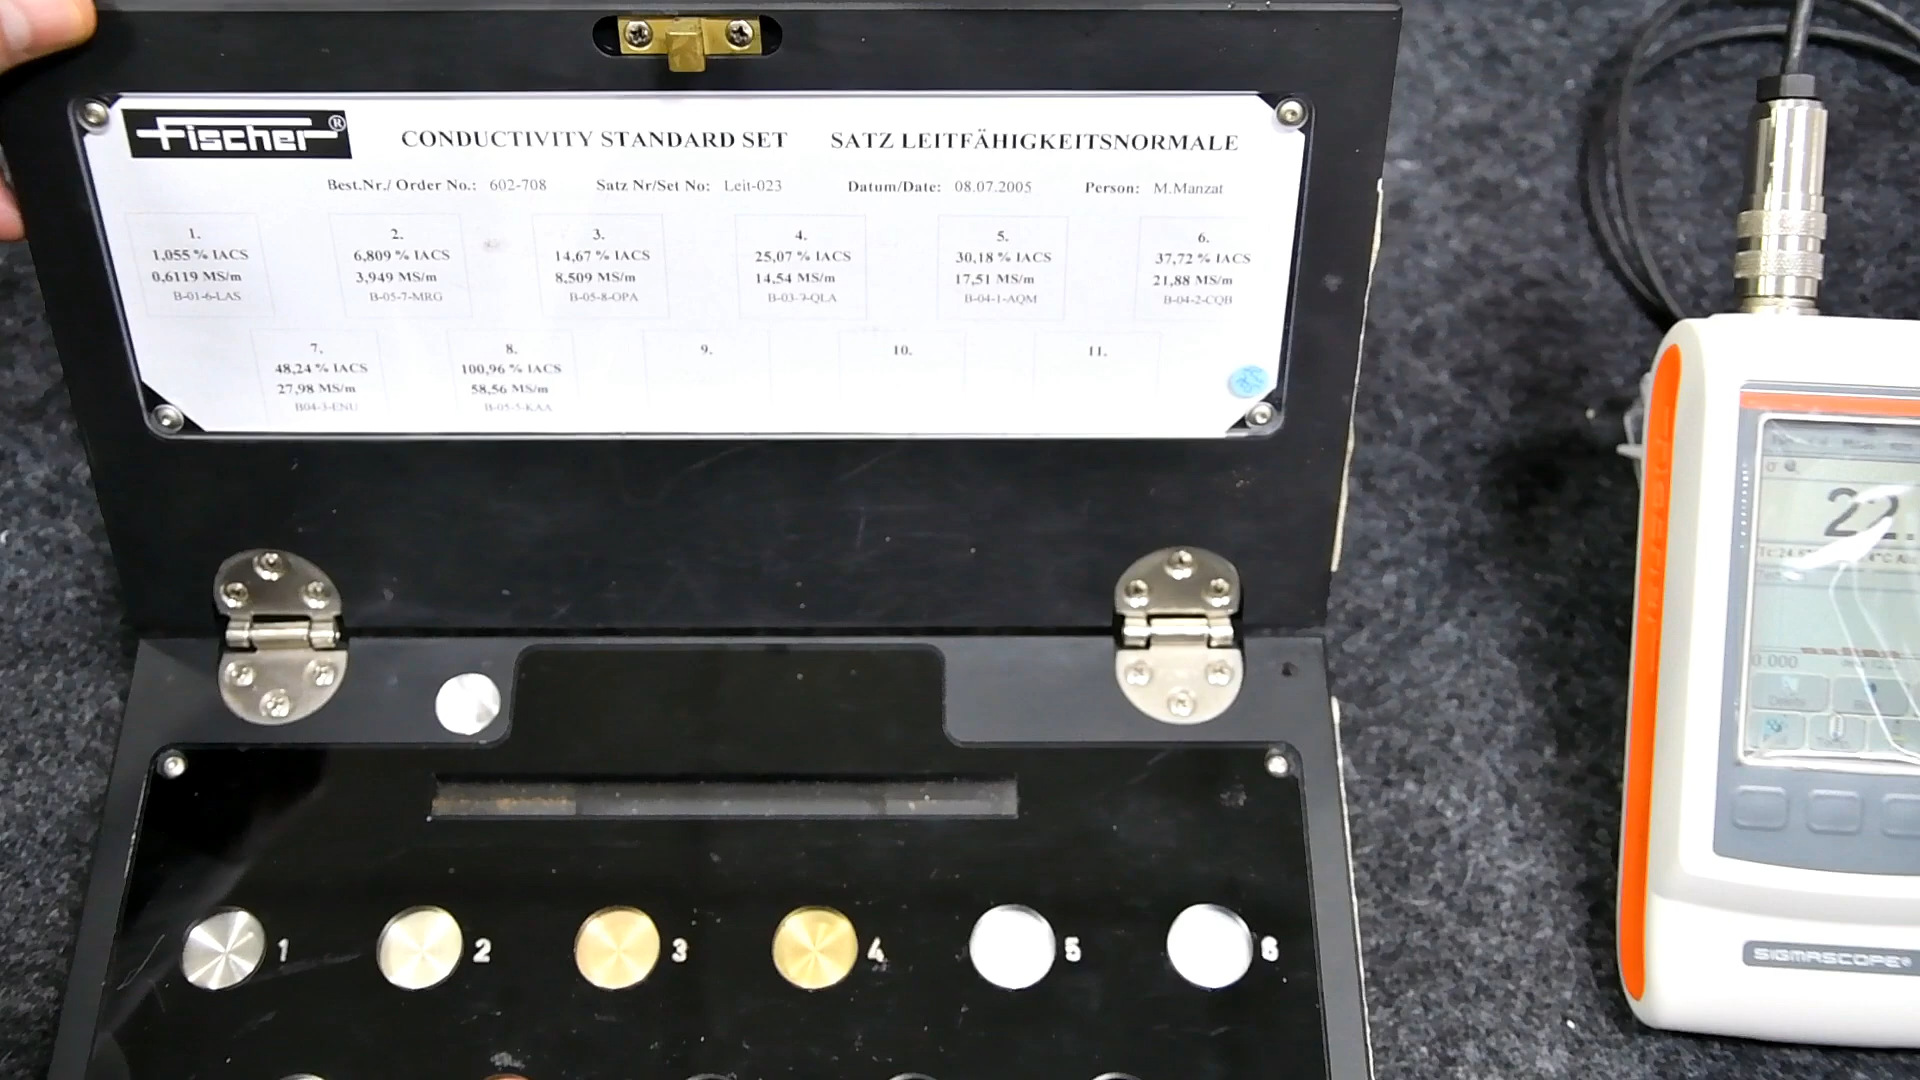 Fischer®
CONDUCTIVITY STANDARD SET SATZ LEITFÄHIGKEITSNORMALE
Best.Nr./ Order No.: 602-708 Satz Nr/Set No: Leit-023 Datum/Date: 08.07.2005 Person: M.Manzat
1. 2. 3. 4. 5. 6.
1,055 % IACS 6,809 % IACS 14,67 % IACS 25,07 % IACS 30,18 % IACS 37,72 % IACS
0,6119 MS/m 3,949 MS/m 8,509 MS/m 14,54 MS/m 17,51 MS/m 21,88 MS/m
B-01-6-LAS B-05-7-MRG B-05-8-OPA B-03-7-QLA B-04-1-AQM B-04-2-CQB
7. 8. 9. 10. 11.
48,24 % IACS 100,96 % IACS
27,98 MS/m 58,56 MS/m
B04-3-ENU B-05-5-KAA
22.
0.000
Delete
1 2 3 4 5 6
SIGMASCOPE®